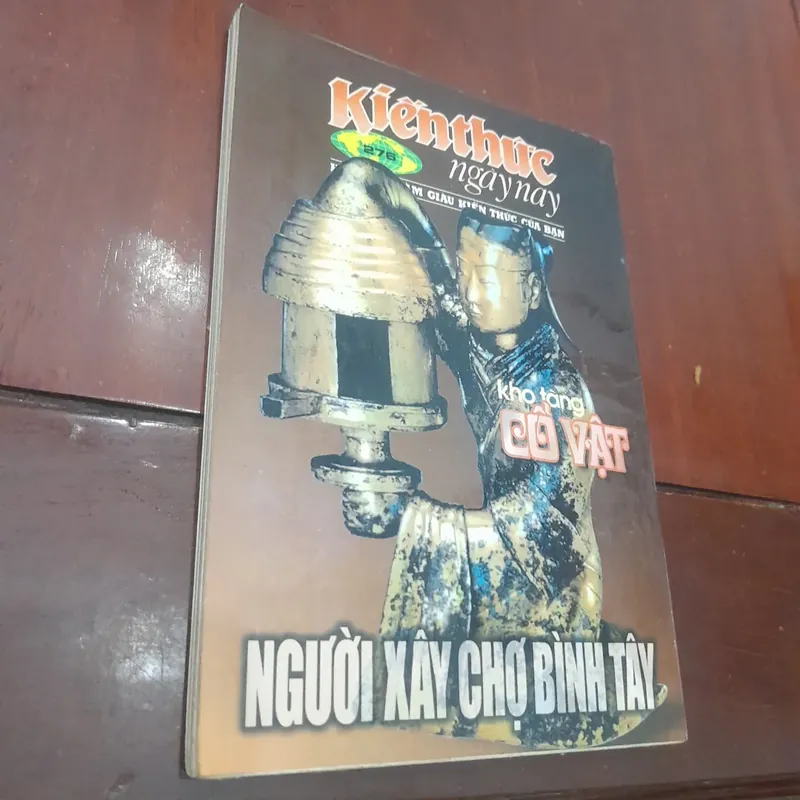 Kiến thức
276
ngày nay
LÀM GIÀU KIẾN THỨC CỦA BẠN
kho tàng
CỔ VẬT
NGƯỜI XÂY CHỢ BÌNH TÂY